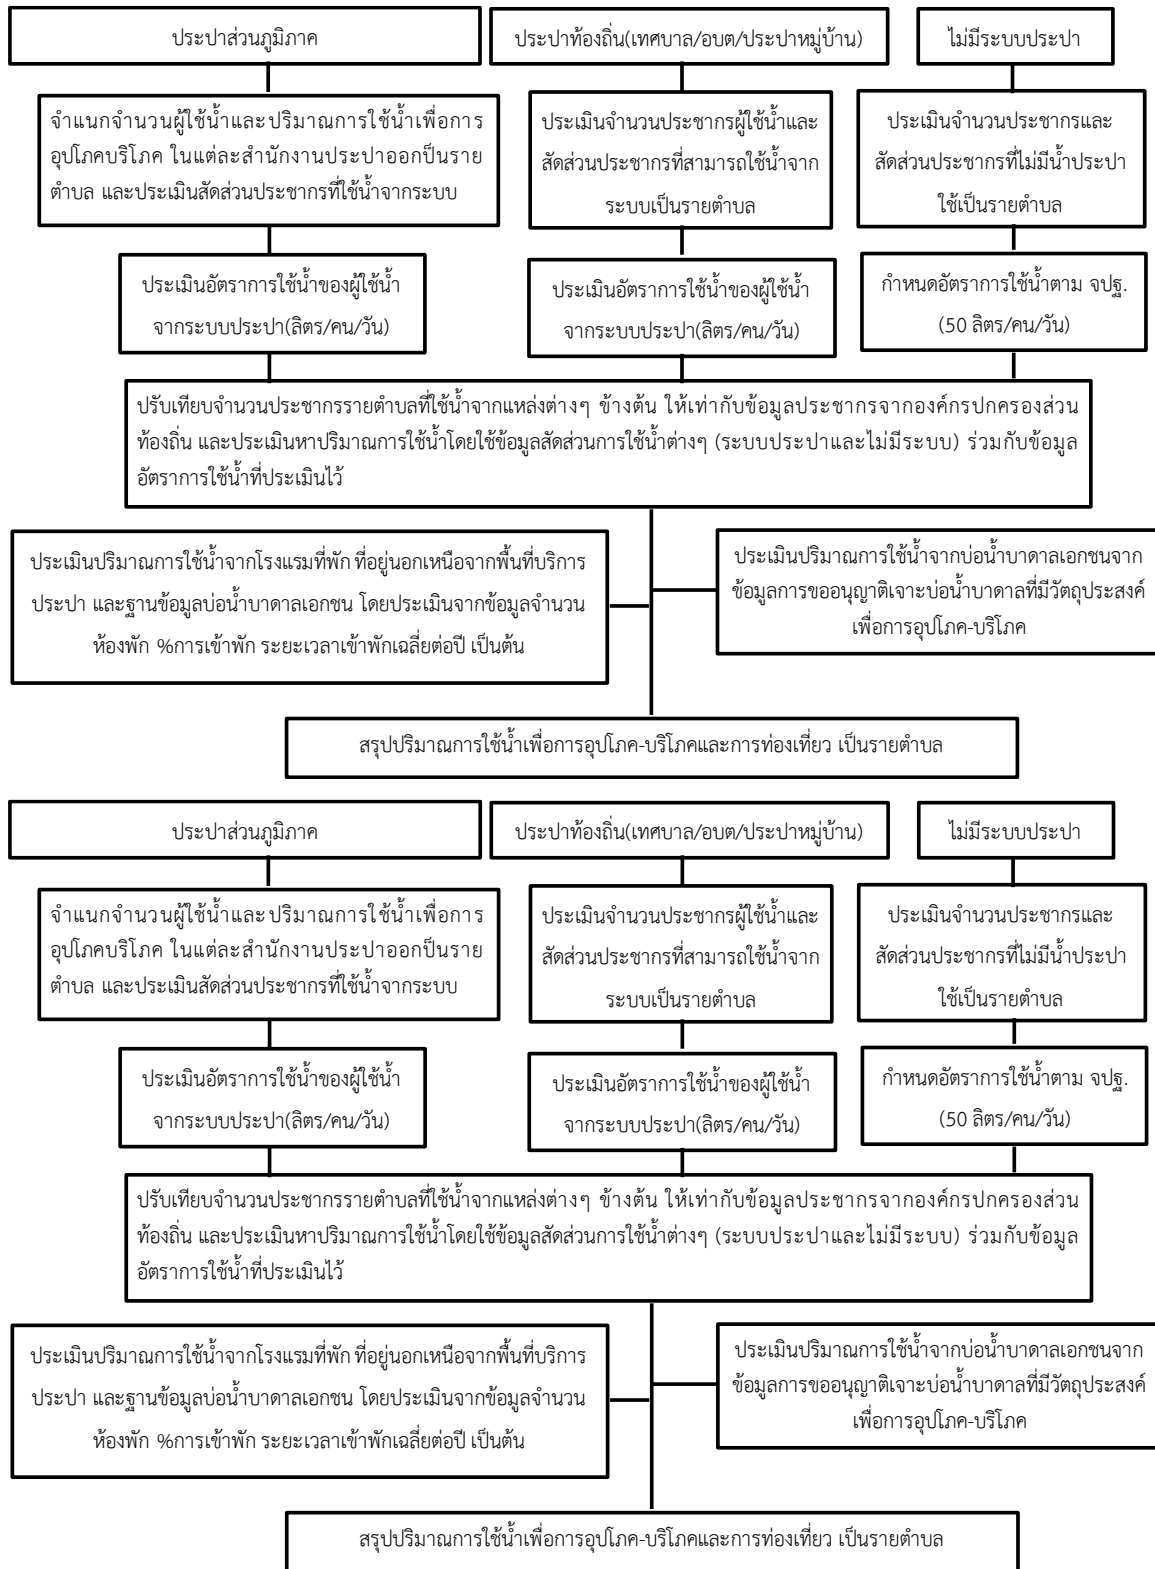 ประปาส่วนภูมิภาค
ประปาท้องถิ่น(เทศบาล/อบต/ประปาหมู่บ้าน)
ไม่มีระบบประปา
จำแนกจำนวนผู้ใช้น้ำและปริมาณการใช้น้ำเพื่อการ
อุปโภคบริโภค ในแต่ละสำนักงานประปาออกป็นราย
ตำบล และประเมินสัดส่วนประชากรที่ใช้น้ำจากระบบ
ประเมินจำนวนประชากรผู้ใช้น้ำและ
สัดส่วนประชากรที่สามารถใช้น้ำจาก
ระบบเป็นรายตำบล
ประเมินจำนวนประชากรและ
สัดส่วนประชากรที่ไม่มีน้ำประปา
ใช้เป็นรายตำบล
ประเมินอัตราการใช้น้ำของผู้ใช้น้ำ
จากระบบประปา(ลิตร/คน/วัน)
ประเมินอัตราการใช้น้ำของผู้ใช้น้ำ
จากระบบประปา(ลิตร/คน/วัน)
กำหนดอัตราการใช้น้ำตาม จปฐ.
(50 ลิตร/คน/วัน)
ปรับเทียบจำนวนประชากรรายตำบลที่ใช้น้ำจากแหล่งต่างๆ ข้างต้น ให้เท่ากับข้อมูลประชากรจากองค์กรปกครองส่วน
ท้องถิ่น และประเมินหาปริมาณการใช้น้ำโดยใช้ข้อมูลสัดส่วนการใช้น้ำต่างๆ (ระบบประปาและไม่มีระบบ) ร่วมกับข้อมูล
อัตราการใช้น้ำที่ประเมินไว้
ประเมินปริมาณการใช้น้ำจากโรงแรมที่พัก ที่อยู่นอกเหนือจากพื้นที่บริการ
ประปา และฐานข้อมูลบ่อน้ำบาดาลเอกชน โดยประเมินจากข้อมูลจำนวน
ห้องพัก %การเข้าพัก ระยะเวลาเข้าพักเฉลี่ยต่อปี เป็นต้น
ประเมินปริมาณการใช้น้ำจากบ่อน้ำบาดาลเอกชนจาก
ข้อมูลการขออนุญาติเจาะบ่อน้ำบาดาลที่มีวัตถุประสงค์
เพื่อการอุปโภค-บริโภค
สรุปปริมาณการใช้น้ำเพื่อการอุปโภค-บริโภคและการท่องเที่ยว เป็นรายตำบล
ประปาส่วนภูมิภาค
ประปาท้องถิ่น(เทศบาล/อบต/ประปาหมู่บ้าน)
ไม่มีระบบประปา
จำแนกจำนวนผู้ใช้น้ำและปริมาณการใช้น้ำเพื่อการ
อุปโภคบริโภค ในแต่ละสำนักงานประปาออกป็นราย
ตำบล และประเมินสัดส่วนประชากรที่ใช้น้ำจากระบบ
ประเมินจำนวนประชากรผู้ใช้น้ำและ
สัดส่วนประชากรที่สามารถใช้น้ำจาก
ระบบเป็นรายตำบล
ประเมินจำนวนประชากรและ
สัดส่วนประชากรที่ไม่มีน้ำประปา
ใช้เป็นรายตำบล
ประเมินอัตราการใช้น้ำของผู้ใช้น้ำ
จากระบบประปา(ลิตร/คน/วัน)
ประเมินอัตราการใช้น้ำของผู้ใช้น้ำ
จากระบบประปา(ลิตร/คน/วัน)
กำหนดอัตราการใช้น้ำตาม จปฐ.
(50 ลิตร/คน/วัน)
ปรับเทียบจำนวนประชากรรายตำบลที่ใช้น้ำจากแหล่งต่างๆ ข้างต้น ให้เท่ากับข้อมูลประชากรจากองค์กรปกครองส่วน
ท้องถิ่น และประเมินหาปริมาณการใช้น้ำโดยใช้ข้อมูลสัดส่วนการใช้น้ำต่างๆ (ระบบประปาและไม่มีระบบ) ร่วมกับข้อมูล
อัตราการใช้น้ำที่ประเมินไว้
ประเมินปริมาณการใช้น้ำจากโรงแรมที่พัก ที่อยู่นอกเหนือจากพื้นที่บริการ
ประปา และฐานข้อมูลบ่อน้ำบาดาลเอกชน โดยประเมินจากข้อมูลจำนวน
ห้องพัก %การเข้าพัก ระยะเวลาเข้าพักเฉลี่ยต่อปี เป็นต้น
ประเมินปริมาณการใช้น้ำจากบ่อน้ำบาดาลเอกชนจาก
ข้อมูลการขออนุญาติเจาะบ่อน้ำบาดาลที่มีวัตถุประสงค์
เพื่อการอุปโภค-บริโภค
สรุปปริมาณการใช้น้ำเพื่อการอุปโภค-บริโภคและการท่องเที่ยว เป็นรายตำบล